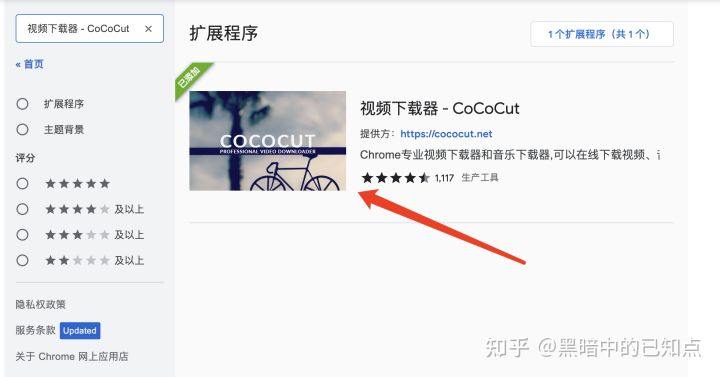 视频下载器 - CoCoCut ×
« 首页
扩展程序
主题背景
评分
及以上
及以上
及以上
隐私权政策
服务条款 Updated
关于 Chrome 网上应用店
扩展程序
1 个扩展程序（共 1 个）
已添加
COCOCUT
PROFESSIONAL VIDEO DOWNLOADER
视频下载器 - CoCoCut
提供方： https://cococut.net
Chrome专业视频下载器和音乐下载器,可以在线下载视频、
1,117 生产工具
知乎 @黑暗中的已知点